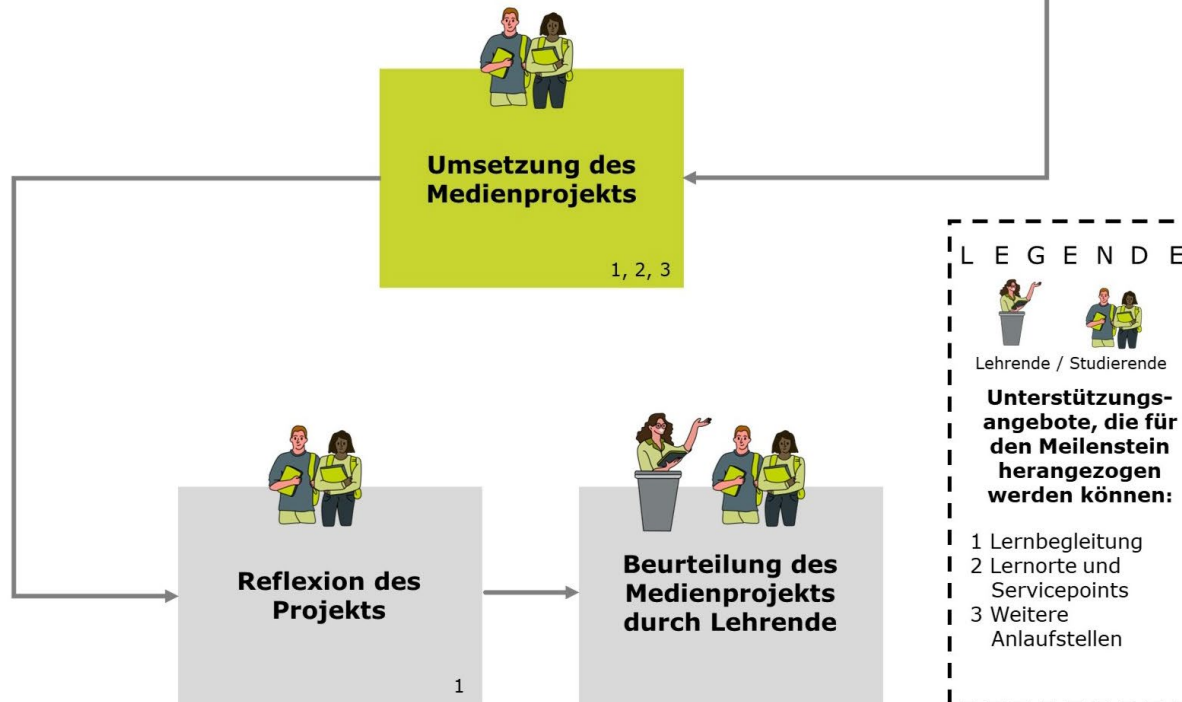 Umsetzung des
Medienprojekts
1, 2, 3
Reflexion des
Projekts
1
Beurteilung des
Medienprojekts
durch Lehrende
L E G E N D E
Lehrende / Studierende
Unterstützungs-
angebote, die für
den Meilenstein
herangezogen
werden können:
1 Lernbegleitung
2 Lernorte und
Servicepoints
3 Weitere
Anlaufstellen